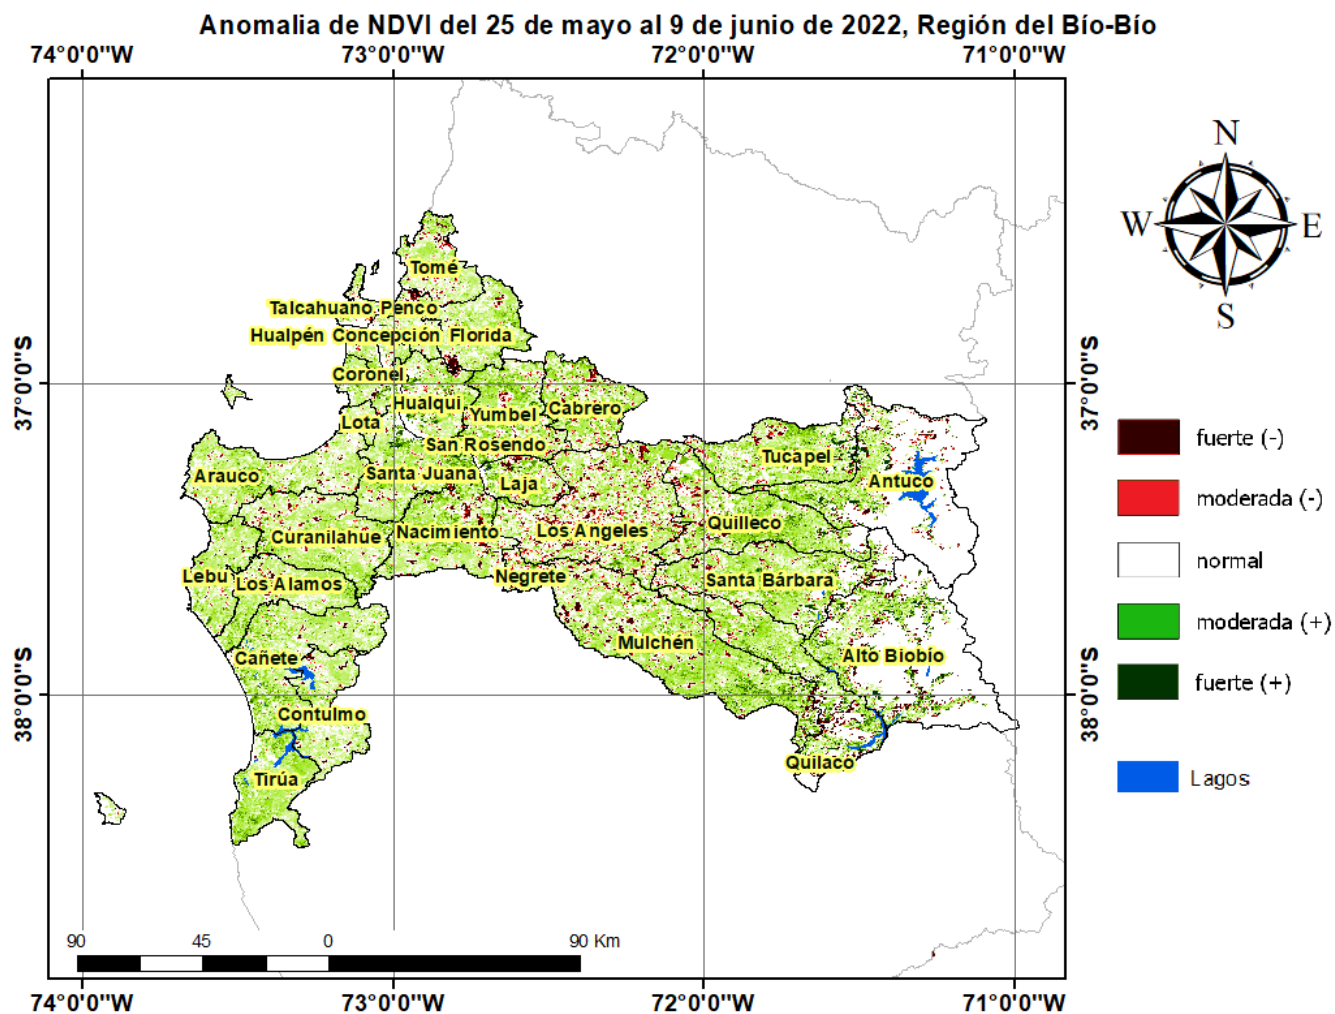 Anomalia de NDVI del 25 de mayo al 9 de junio de 2022, Región del Bío-Bío
74°0'0"W 73°0'0"W 72°0'0"W 71°0'0"W
N
W E
S
Tomé
Talcahuano Penco
Hualpén Concepción Florida
37°0'0"S 37°0'0"S
Coronel
Hualqui Yumbel Cabrero
Lota
San Rosendo
fuerte (-)
Tucapel
Arauco Santa Juana Laja Antuco
moderada (-)
Curanilahue Nacimiento Los Angeles Quilleco
normal
Lebu Los Alamos Negrete Santa Bárbara
moderada (+)
Mulchén
Cañete Alto Biobío
38°0'0"S 38°0'0"S
fuerte (+)
Contulmo
Quilaco
Tirúa
Lagos
90 45 0 90 Km
74°0'0"W 73°0'0"W 72°0'0"W 71°0'0"W